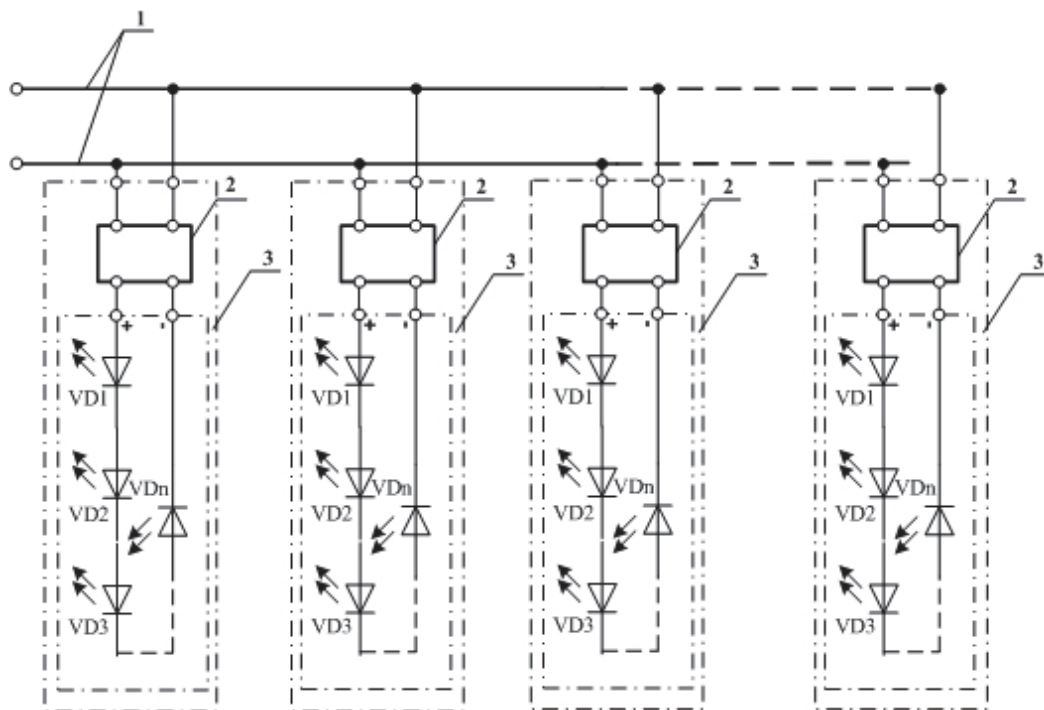 1
2 2 2 2
3 3 3 3
+ - + - + - + -
VD1 VD1 VD1 VD1
VDn VDn VDn VDn
VD2 VD2 VD2 VD2
VD3 VD3 VD3 VD3